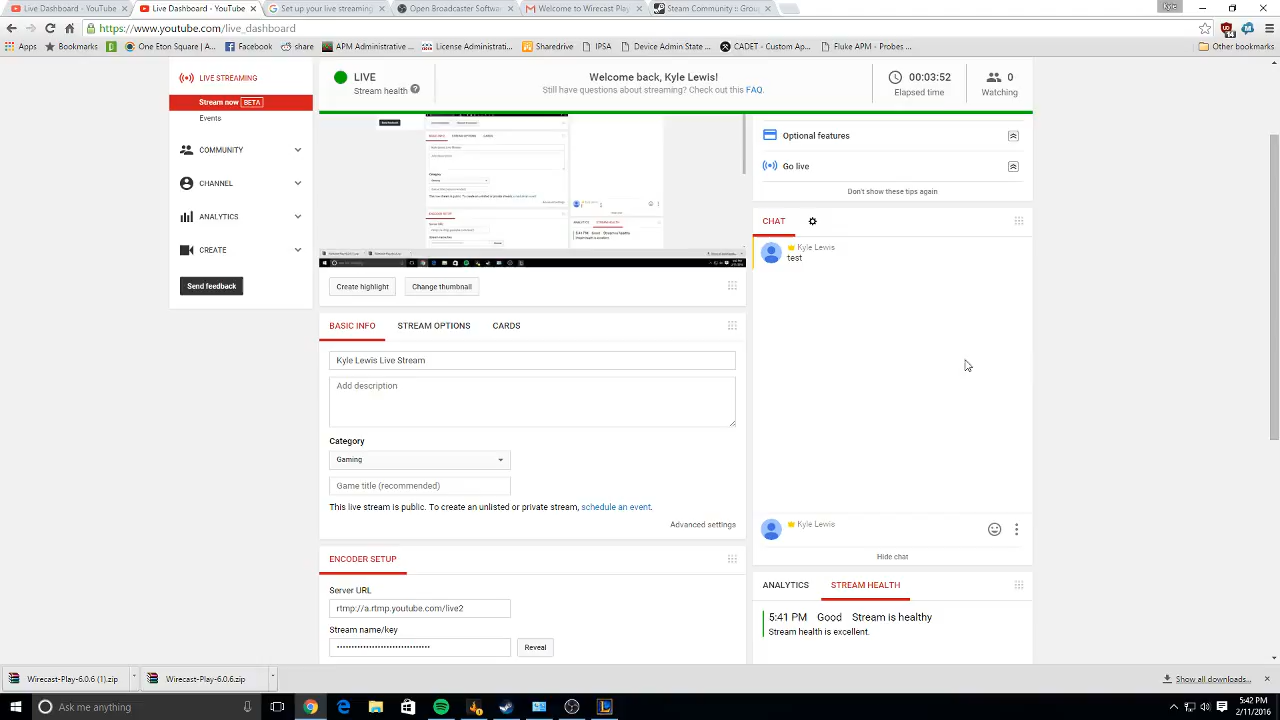 Live Dashboard - YouTube
Live Dashboard - YouTube
Set up your live streaming
Open Broadcaster Softwar
Welcome to Wirecast Play
Steam Community :: Group
https://www.youtube.com/live_dashboard
Apps
Bookmarks
One Eton Square |
Facebook
share
APM Administrative
License Administrat
Sharedrive
IPSA
Device Admin State
CADET - Custom Ap
Fluke APM - Probes
Other bookmarks
LIVE STREAMING
Stream now BETA
Events
COMMUNITY
CHANNEL
ANALYTICS
CREATE
Send feedback
LIVE
Stream health
Welcome back, Kyle Lewis!
Still have questions about streaming? Check out this FAQ.
00:03:52
Elapsed time
0
Watching
Create highlight
Change thumbnail
BASIC INFO
STREAM OPTIONS
CARDS
Kyle Lewis Live Stream
Add description
Category
Gaming
Game title (recommended)
This live stream is public. To create an unlisted or private stream, schedule an event.
Advanced settings
ENCODER SETUP
Server URL
rtmp://a.rtmp.youtube.com/live2
Stream name/key
Reveal
Optional features
Go live
Don't show these tips again
CHAT
Kyle Lewis
test
Kyle Lewis
Hide chat
ANALYTICS
STREAM HEALTH
5:41 PM Good Stream is healthy
Stream health is excellent.
Wirecast-Play-6.0.(1).zip
Wirecast-Play-6.0.6.zip
Show all downloads...
Ask me anything
5:42 PM
2/11/2016